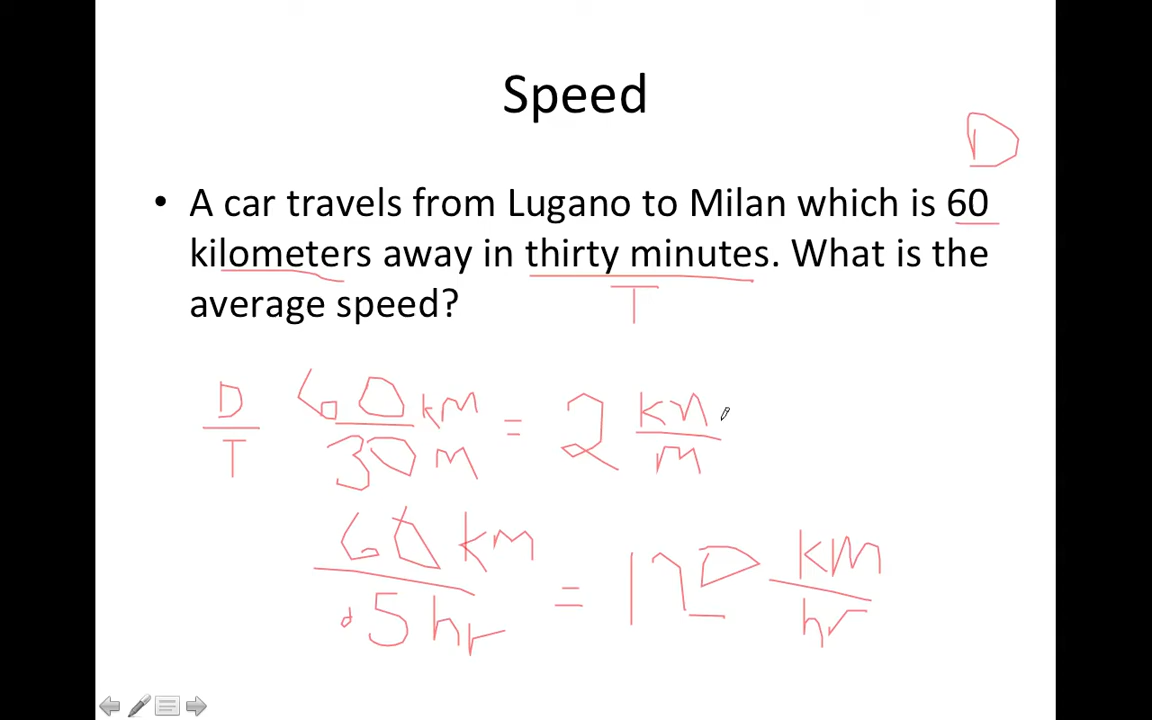 Speed
D
• A car travels from Lugano to Milan which is 60
kilometers away in thirty minutes. What is the
average speed?
T
D/T 60 km/30 m = 2 km/m
60 km/.5 hr = 120 km/hr